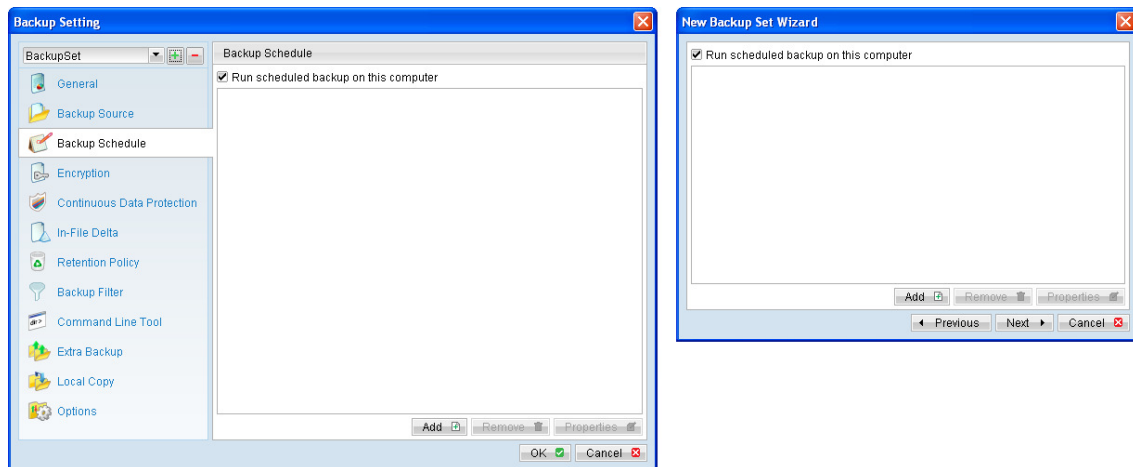 Backup Setting
BackupSet
General
Backup Source
Backup Schedule
Encryption
Continuous Data Protection
In-File Delta
Retention Policy
Backup Filter
Command Line Tool
Extra Backup
Local Copy
Options
Backup Schedule
Run scheduled backup on this computer
Add Remove Properties
OK Cancel
New Backup Set Wizard
Run scheduled backup on this computer
Add Remove Properties
Previous Next Cancel